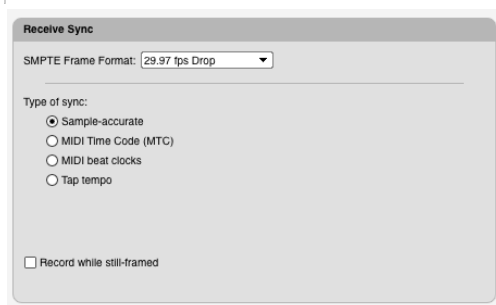 Receive Sync
SMPTE Frame Format: 29.97 fps Drop
Type of sync:
Sample-accurate
MIDI Time Code (MTC)
MIDI beat clocks
Tap tempo
Record while still-framed